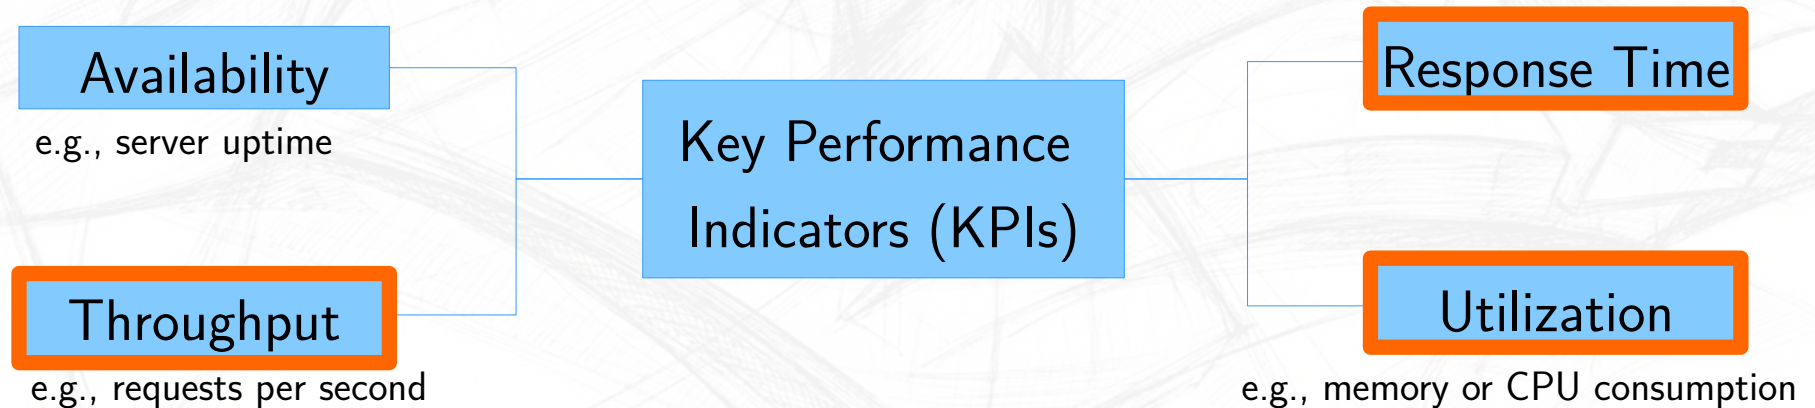 Availability
e.g., server uptime
Throughput
e.g., requests per second
Key Performance
Indicators (KPIs)
Response Time
Utilization
e.g., memory or CPU consumption